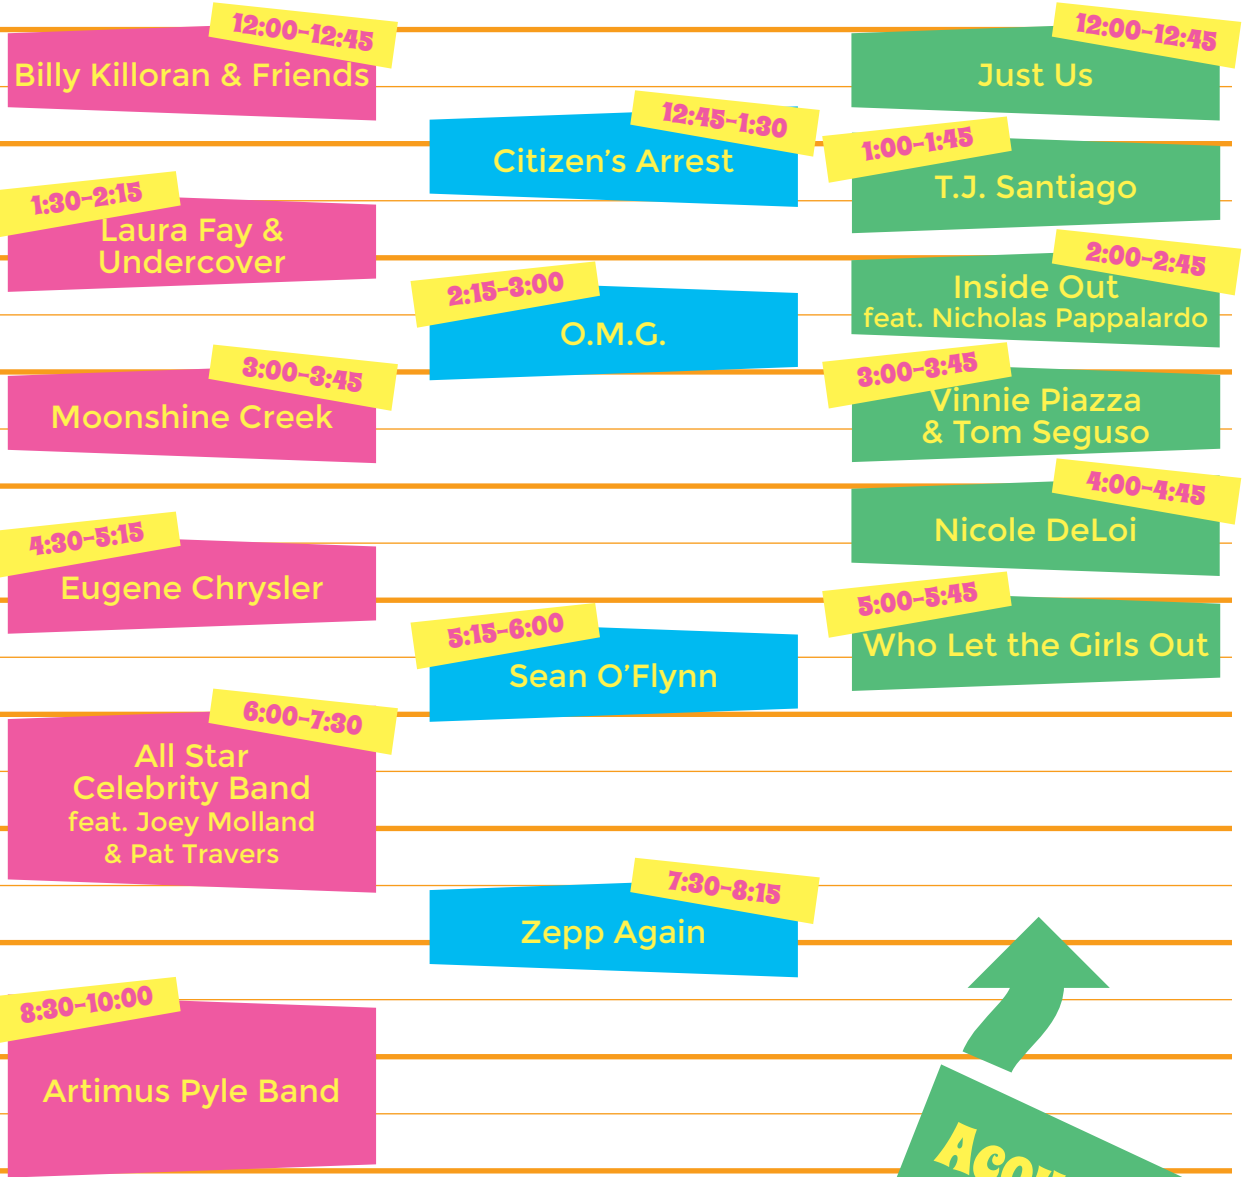 12:00-12:45
Billy Killoran & Friends
12:00-12:45
Just Us
12:45-1:30
Citizen's Arrest
1:00-1:45
T.J. Santiago
1:30-2:15
Laura Fay &
Undercover
2:00-2:45
Inside Out
feat. Nicholas Pappalardo
2:15-3:00
O.M.G.
3:00-3:45
Moonshine Creek
3:00-3:45
Vinnie Piazza
& Tom Seguso
4:00-4:45
Nicole DeLoi
4:30-5:15
Eugene Chrysler
5:00-5:45
Who Let the Girls Out
5:15-6:00
Sean O'Flynn
6:00-7:30
All Star
Celebrity Band
feat. Joey Molland
& Pat Travers
7:30-8:15
Zepp Again
8:30-10:00
Artimus Pyle Band